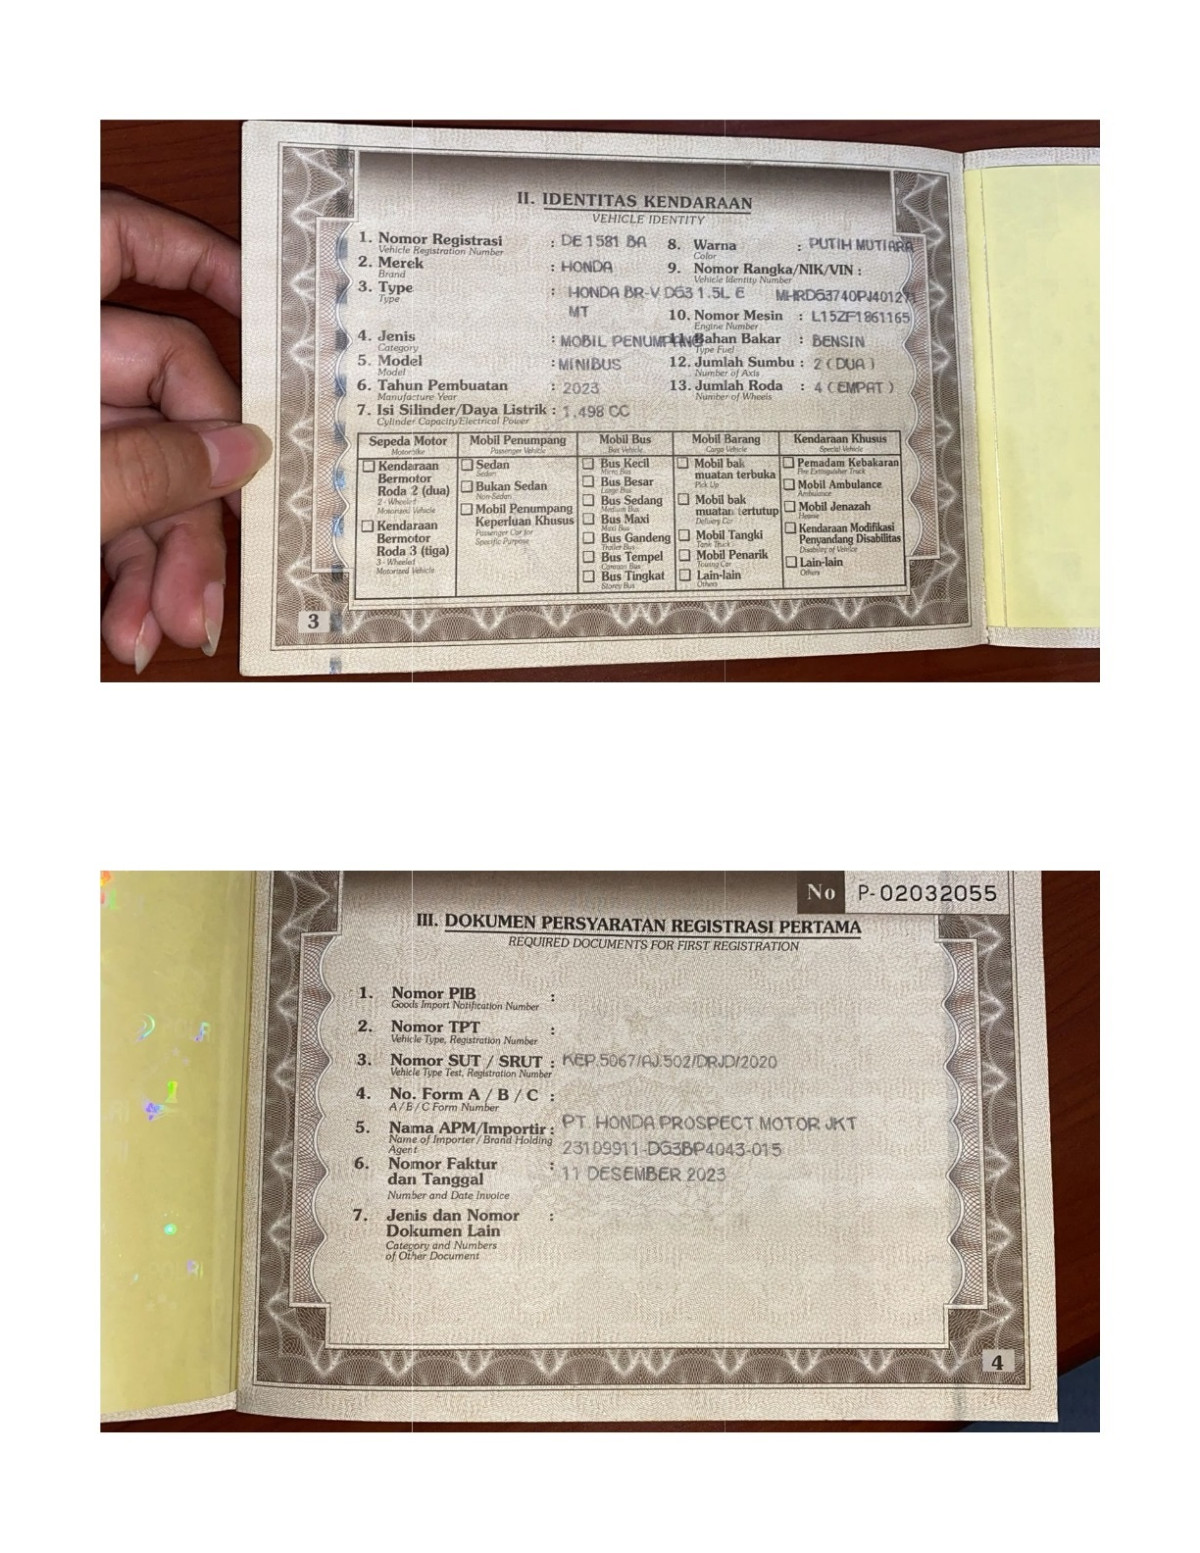 II. IDENTITAS KENDARAAN
VEHICLE IDENTITY
1. Nomor Registrasi : DE 1581 BA
Vehicle Registration Number
2. Merek : HONDA
Brand
3. Type : HONDA BR-V DG3 1.5L E
Type
MT
4. Jenis : MOBIL PENUMPANG
Category
5. Model : MINIBUS
Model
6. Tahun Pembuatan : 2023
Manufacture Year
7. Isi Silinder/Daya Listrik : 1,498 CC
Cylinder Capacity/Electrical Power
8. Warna : PUTIH MUTIARA
Color
9. Nomor Rangka/NIK/VIN :
Vehicle Identity Number
MHRDG3740PJ401271
10. Nomor Mesin : L15ZF1861165
Engine Number
11. Bahan Bakar : BENSIN
Type Fuel
12. Jumlah Sumbu : 2 ( DUA )
Number of Axis
13. Jumlah Roda : 4 ( EMPAT )
Number of Wheels
Sepeda Motor
Motorbike
Kendaraan
Bermotor
Roda 2 (dua)
2 - Wheeled
Motorized Vehicle
Kendaraan
Bermotor
Roda 3 (tiga)
3 - Wheeled
Motorized Vehicle
Mobil Penumpang
Passenger Vehicle
Sedan
Sedan
Bukan Sedan
Non-Sedan
Mobil Penumpang
Keperluan Khusus
Passenger Car for
Specific Purpose
Mobil Bus
Bus Vehicle
Bus Kecil
Micro Bus
Bus Besar
Large Bus
Bus Sedang
Medium Bus
Bus Maxi
Maxi Bus
Bus Gandeng
Trailer Bus
Bus Tempel
Caravan Bus
Bus Tingkat
Storey Bus
Mobil Barang
Cargo Vehicle
Mobil bak
muatan terbuka
Pick Up
Mobil bak
muatan tertutup
Delivery Car
Mobil Tangki
Tank Truck
Mobil Penarik
Towing Car
Lain-lain
Others
Kendaraan Khusus
Special Vehicle
Pemadam Kebakaran
Fire Extinguisher Truck
Mobil Ambulance
Ambulance
Mobil Jenazah
Hearse
Kendaraan Modifikasi
Penyandang Disabilitas
Disability of Vehicle
Lain-lain
Others
3
No P-02032055
III. DOKUMEN PERSYARATAN REGISTRASI PERTAMA
REQUIRED DOCUMENTS FOR FIRST REGISTRATION
1. Nomor PIB :
Goods Import Notification Number
2. Nomor TPT :
Vehicle Type, Registration Number
3. Nomor SUT / SRUT : KEP.5067/AJ.502/DRJD/2020
Vehicle Type Test, Registration Number
4. No. Form A / B / C :
A / B / C Form Number
5. Nama APM/Importir : PT. HONDA PROSPECT MOTOR JKT
Name of Importer / Brand Holding
Agent
23109911-DG3BP4043-015
6. Nomor Faktur :
dan Tanggal
11 DESEMBER 2023
Number and Date Invoice
7. Jenis dan Nomor :
Dokumen Lain
Category and Numbers
of Other Document
4